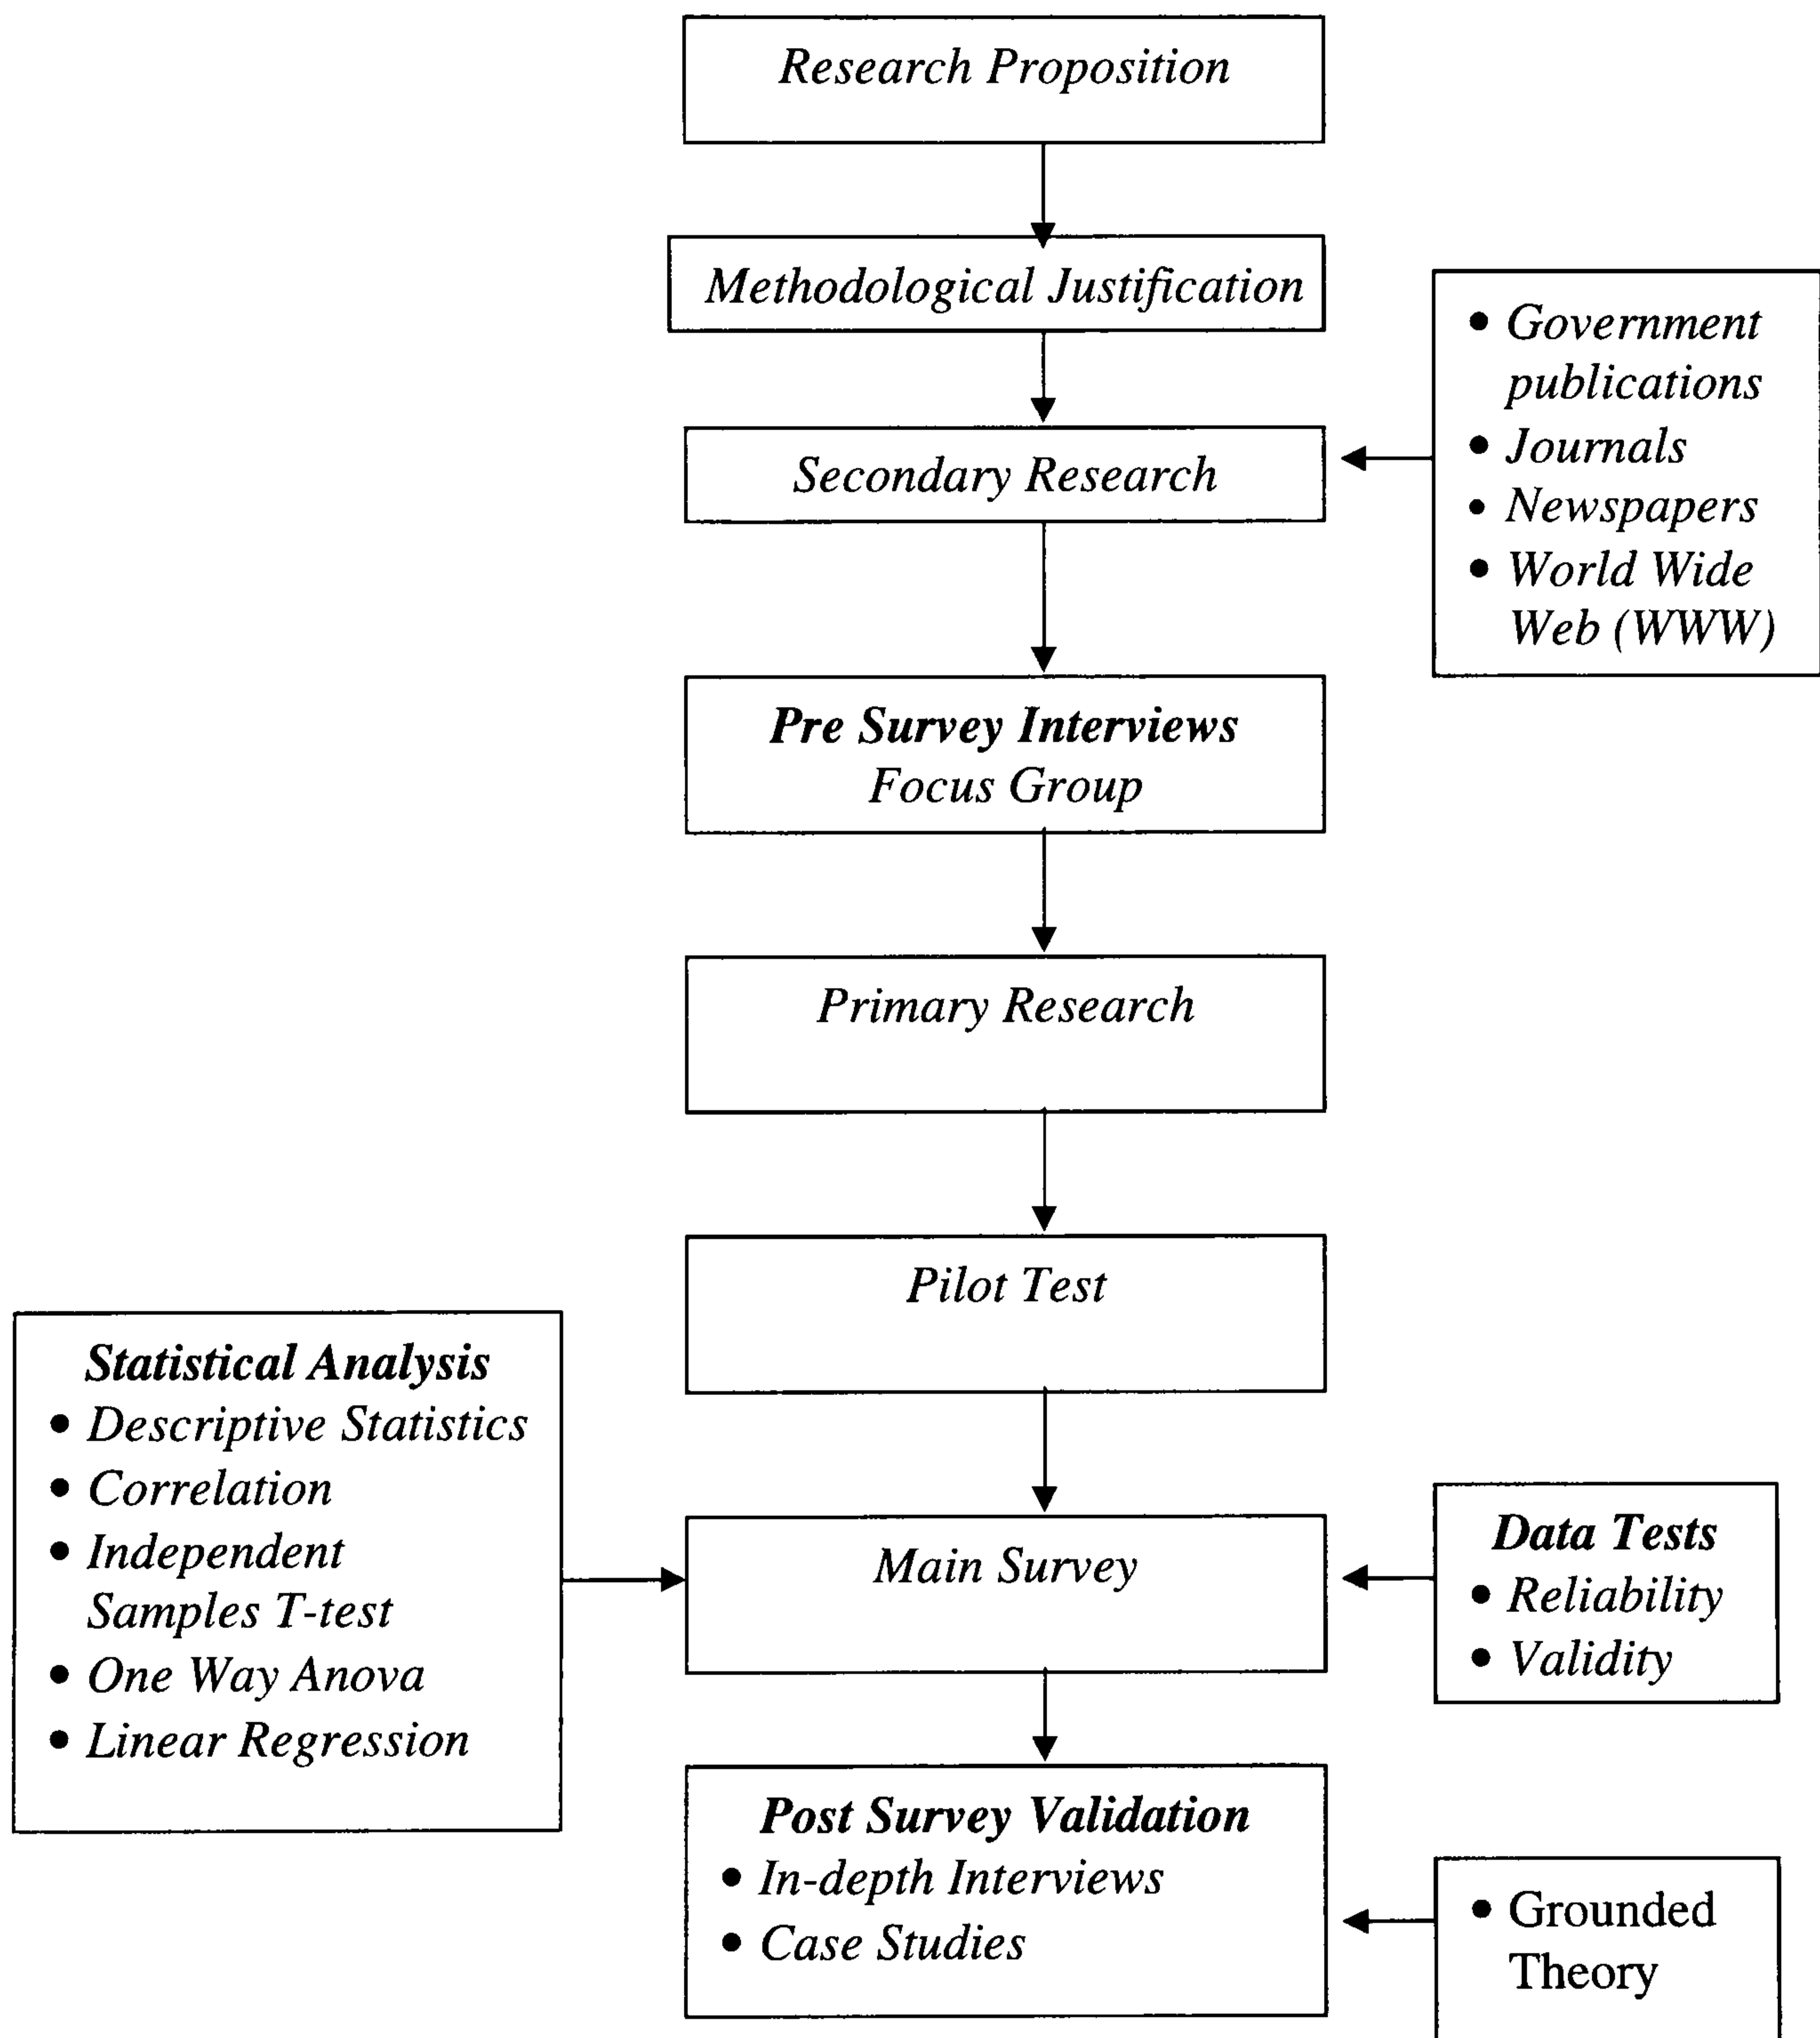 Research Proposition
Methodological Justification
• Government
publications
• Journals
• Newspapers
• World Wide
Web (WWW)
Secondary Research
Pre Survey Interviews
Focus Group
Primary Research
Pilot Test
Statistical Analysis
• Descriptive Statistics
• Correlation
• Independent
Samples T-test
• One Way Anova
• Linear Regression
Main Survey
Data Tests
• Reliability
• Validity
Post Survey Validation
• In-depth Interviews
• Case Studies
• Grounded
Theory